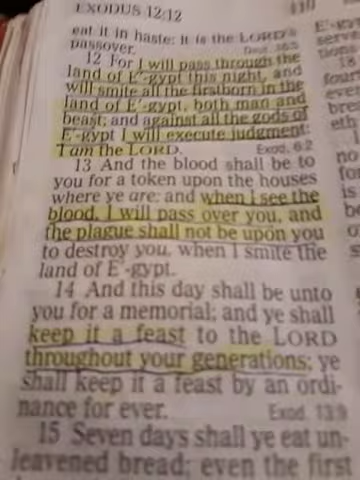 EXODUS 12:12
110
eat it in haste: it is the LORD'S
passover.
12 For I will pass through the
land of E'-gypt this night, and
will smite all the firstborn in the
land of E'-gypt, both man and
beast; and against all the gods of
E'-gypt I will execute judgment:
I am the LORD. Exod. 6:2
13 And the blood shall be to
you for a token upon the houses
where ye are: and when I see the
blood, I will pass over you, and
the plague shall not be upon you
to destroy you, when I smite the
land of E'-gypt.
14 And this day shall be unto
you for a memorial; and ye shall
keep it a feast to the LORD
throughout your generations; ye
shall keep it a feast by an ordi-
nance for ever. Exod. 13:9
15 Seven days shall ye eat un-
leavened bread; even the first